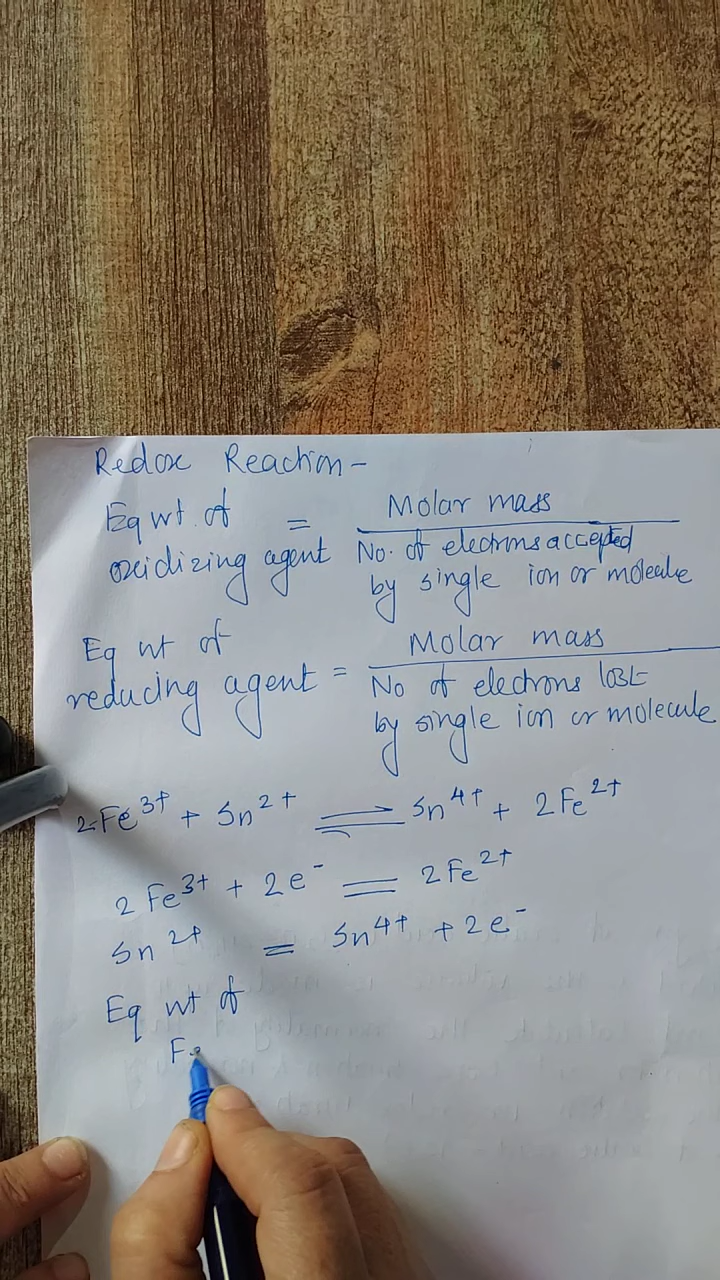 Redox Reaction -
Eq wt. of
oxidizing agent = Molar mass
No. of electrons accepted
by single ion or molecule
Eq wt of
reducing agent = Molar mass
No of electrons lost
by single ion or molecule
2Fe³⁺ + Sn²⁺ ⇌ Sn⁴⁺ + 2Fe²⁺
2Fe³⁺ + 2e⁻ = 2Fe²⁺
Sn²⁺ = Sn⁴⁺ + 2e⁻
Eq wt of
Fe